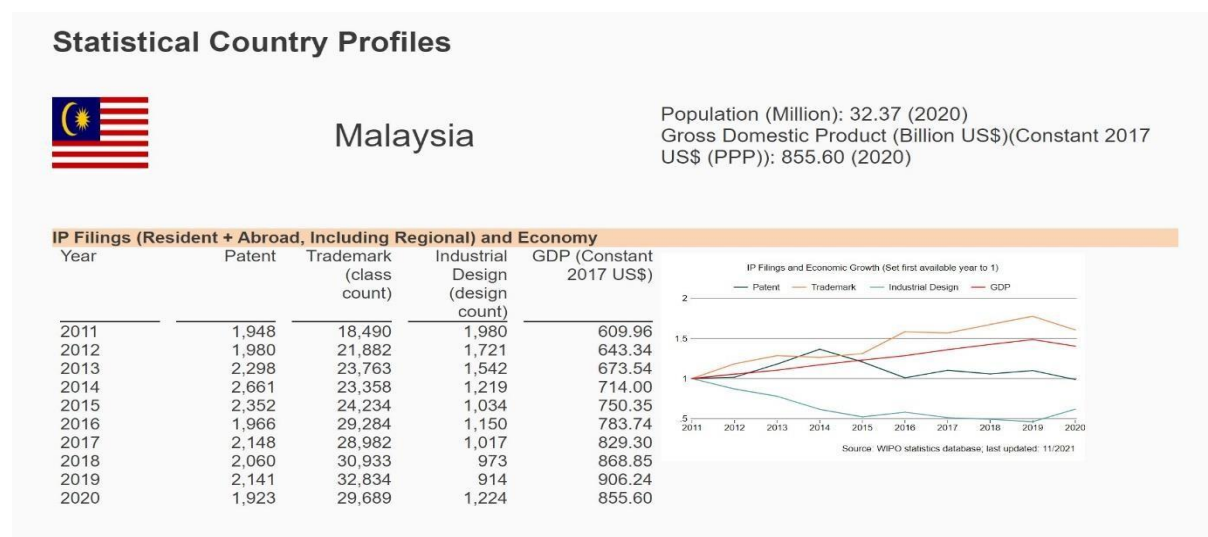 Statistical Country Profiles
Malaysia
Population (Million): 32.37 (2020)
Gross Domestic Product (Billion US$)(Constant 2017
US$ (PPP)): 855.60 (2020)
IP Filings (Resident + Abroad, Including Regional) and Economy
Year Patent Trademark Industrial GDP (Constant
(class Design 2017 US$)
count) (design
count)
2011 1,948 18,490 1,980 609.96
2012 1,980 21,882 1,721 643.34
2013 2,298 23,763 1,542 673.54
2014 2,661 23,358 1,219 714.00
2015 2,352 24,234 1,034 750.35
2016 1,966 29,284 1,150 783.74
2017 2,148 28,982 1,017 829.30
2018 2,060 30,933 973 868.85
2019 2,141 32,834 914 906.24
2020 1,923 29,689 1,224 855.60
IP Filings and Economic Growth (Set first available year to 1)
Patent Trademark Industrial Design GDP
2
1.5
1
.5
2011 2012 2013 2014 2015 2016 2017 2018 2019 2020
Source: WIPO statistics database; last updated: 11/2021